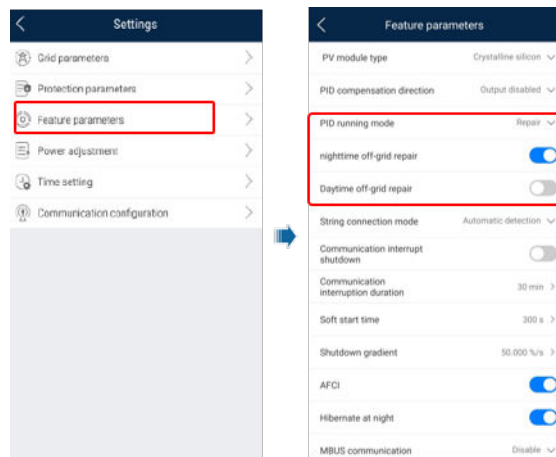 Settings
Grid parameters
Protection parameters
Feature parameters
Power adjustment
Time setting
Communication configuration
Feature parameters
PV module type
Crystalline silicon
PID compensation direction
Output disabled
PID running mode
Repair
nighttime off-grid repair
Daytime off-grid repair
String connection mode
Automatic detection
Communication interrupt
shutdown
Communication
interruption duration
30 min
Soft start time
300 s
Shutdown gradient
50.000 %/s
AFCI
Hibernate at night
MBUS communication
Disable